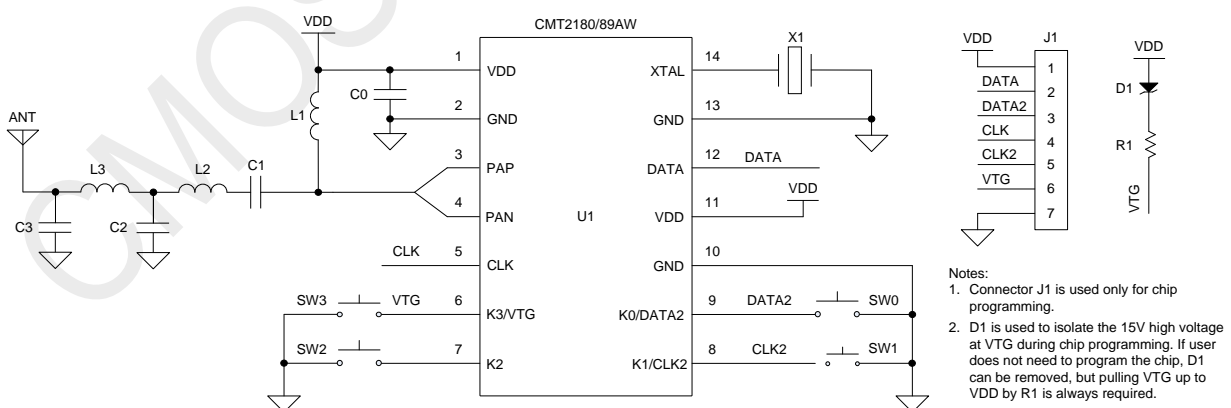 CMOS
CMT2180/89AW
VDD
ANT
L3
L2
C1
L1
C0
C3
C2
1
VDD
2
GND
3
PAP
4
PAN
CLK
5
CLK
SW3
VTG
6
K3/VTG
SW2
7
K2
U1
X1
14
XTAL
13
GND
12
DATA
DATA
VDD
11
VDD
10
GND
9
DATA2
SW0
K0/DATA2
8
CLK2
SW1
K1/CLK2
VDD
J1
1
DATA
2
DATA2
3
CLK
4
CLK2
5
VTG
6
7
VDD
D1
R1
VTG
Notes:
1. Connector J1 is used only for chip
programming.
2. D1 is used to isolate the 15V high voltage
at VTG during chip programming. If user
does not need to program the chip, D1
can be removed, but pulling VTG up to
VDD by R1 is always required.